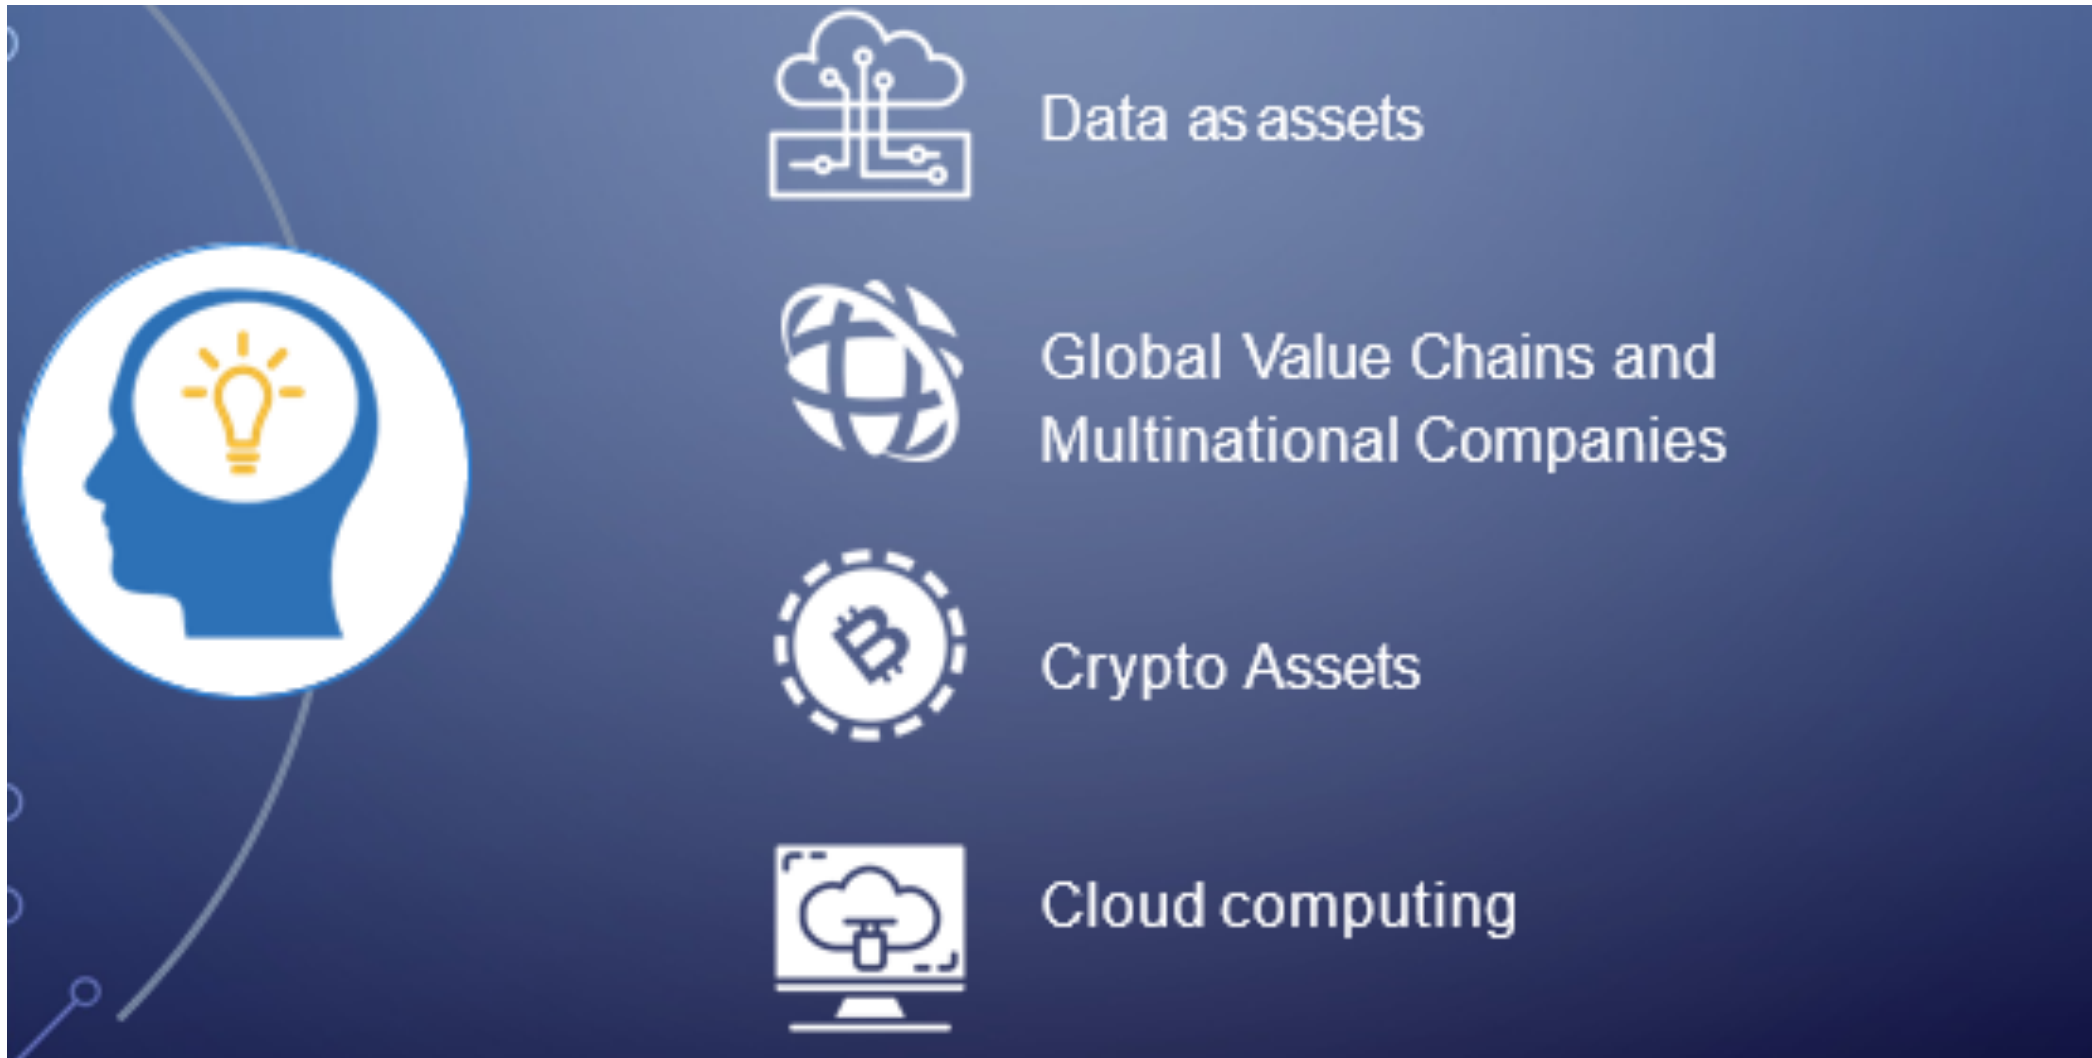 Data as assets
Global Value Chains and
Multinational Companies
Crypto Assets
Cloud computing